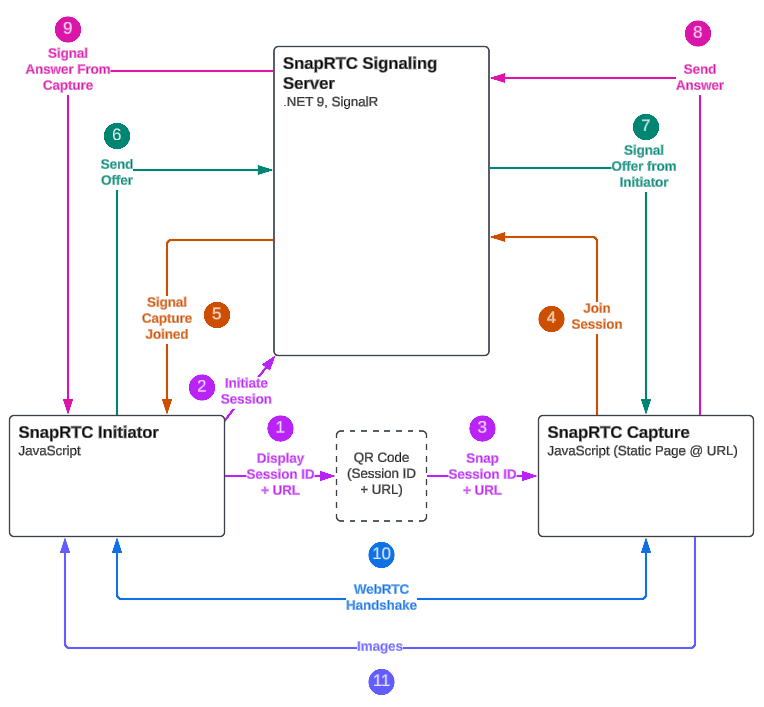 9
Signal
Answer From
Capture
8
Send
Answer
SnapRTC Signaling
Server
.NET 9, SignalR
6
Send
Offer
7
Signal
Offer from
Initiator
Signal
Capture
Joined
5
4
Join
Session
2
Initiate
Session
SnapRTC Initiator
JavaScript
1
Display
Session ID
+ URL
QR Code
(Session ID
+ URL)
3
Snap
Session ID
+ URL
SnapRTC Capture
JavaScript (Static Page @ URL)
10
WebRTC
Handshake
Images
11